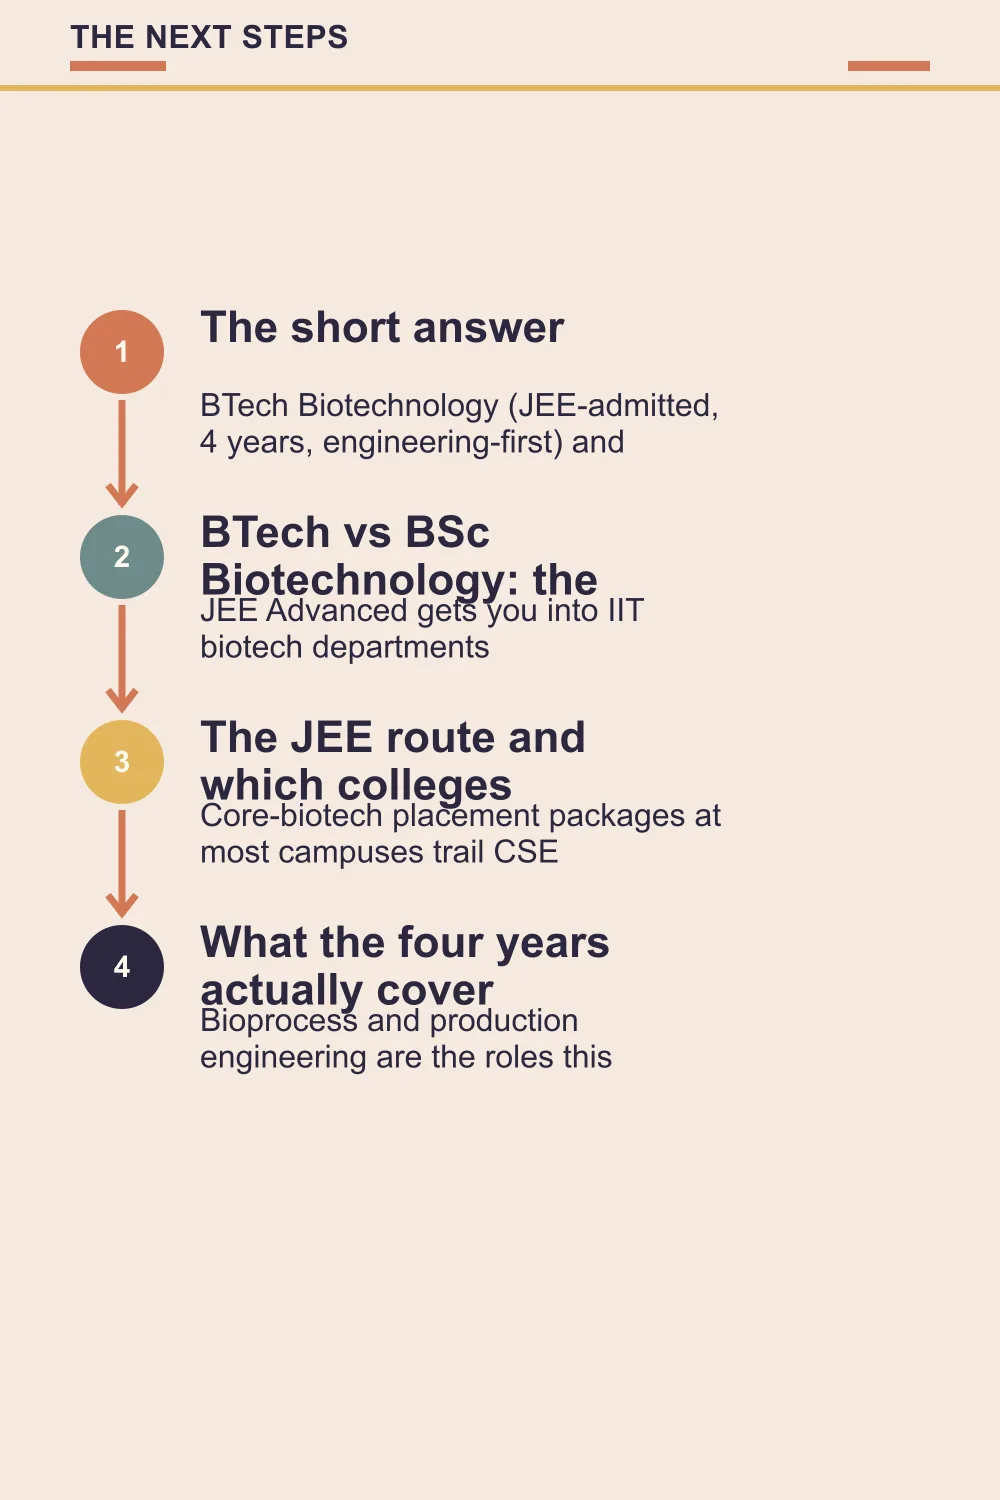 THE NEXT STEPS
1
The short answer
BTech Biotechnology (JEE-admitted,
4 years, engineering-first) and
2
BTech vs BSc
Biotechnology: the
JEE Advanced gets you into IIT
biotech departments
3
The JEE route and
which colleges
Core-biotech placement packages at
most campuses trail CSE
4
What the four years
actually cover
Bioprocess and production
engineering are the roles this